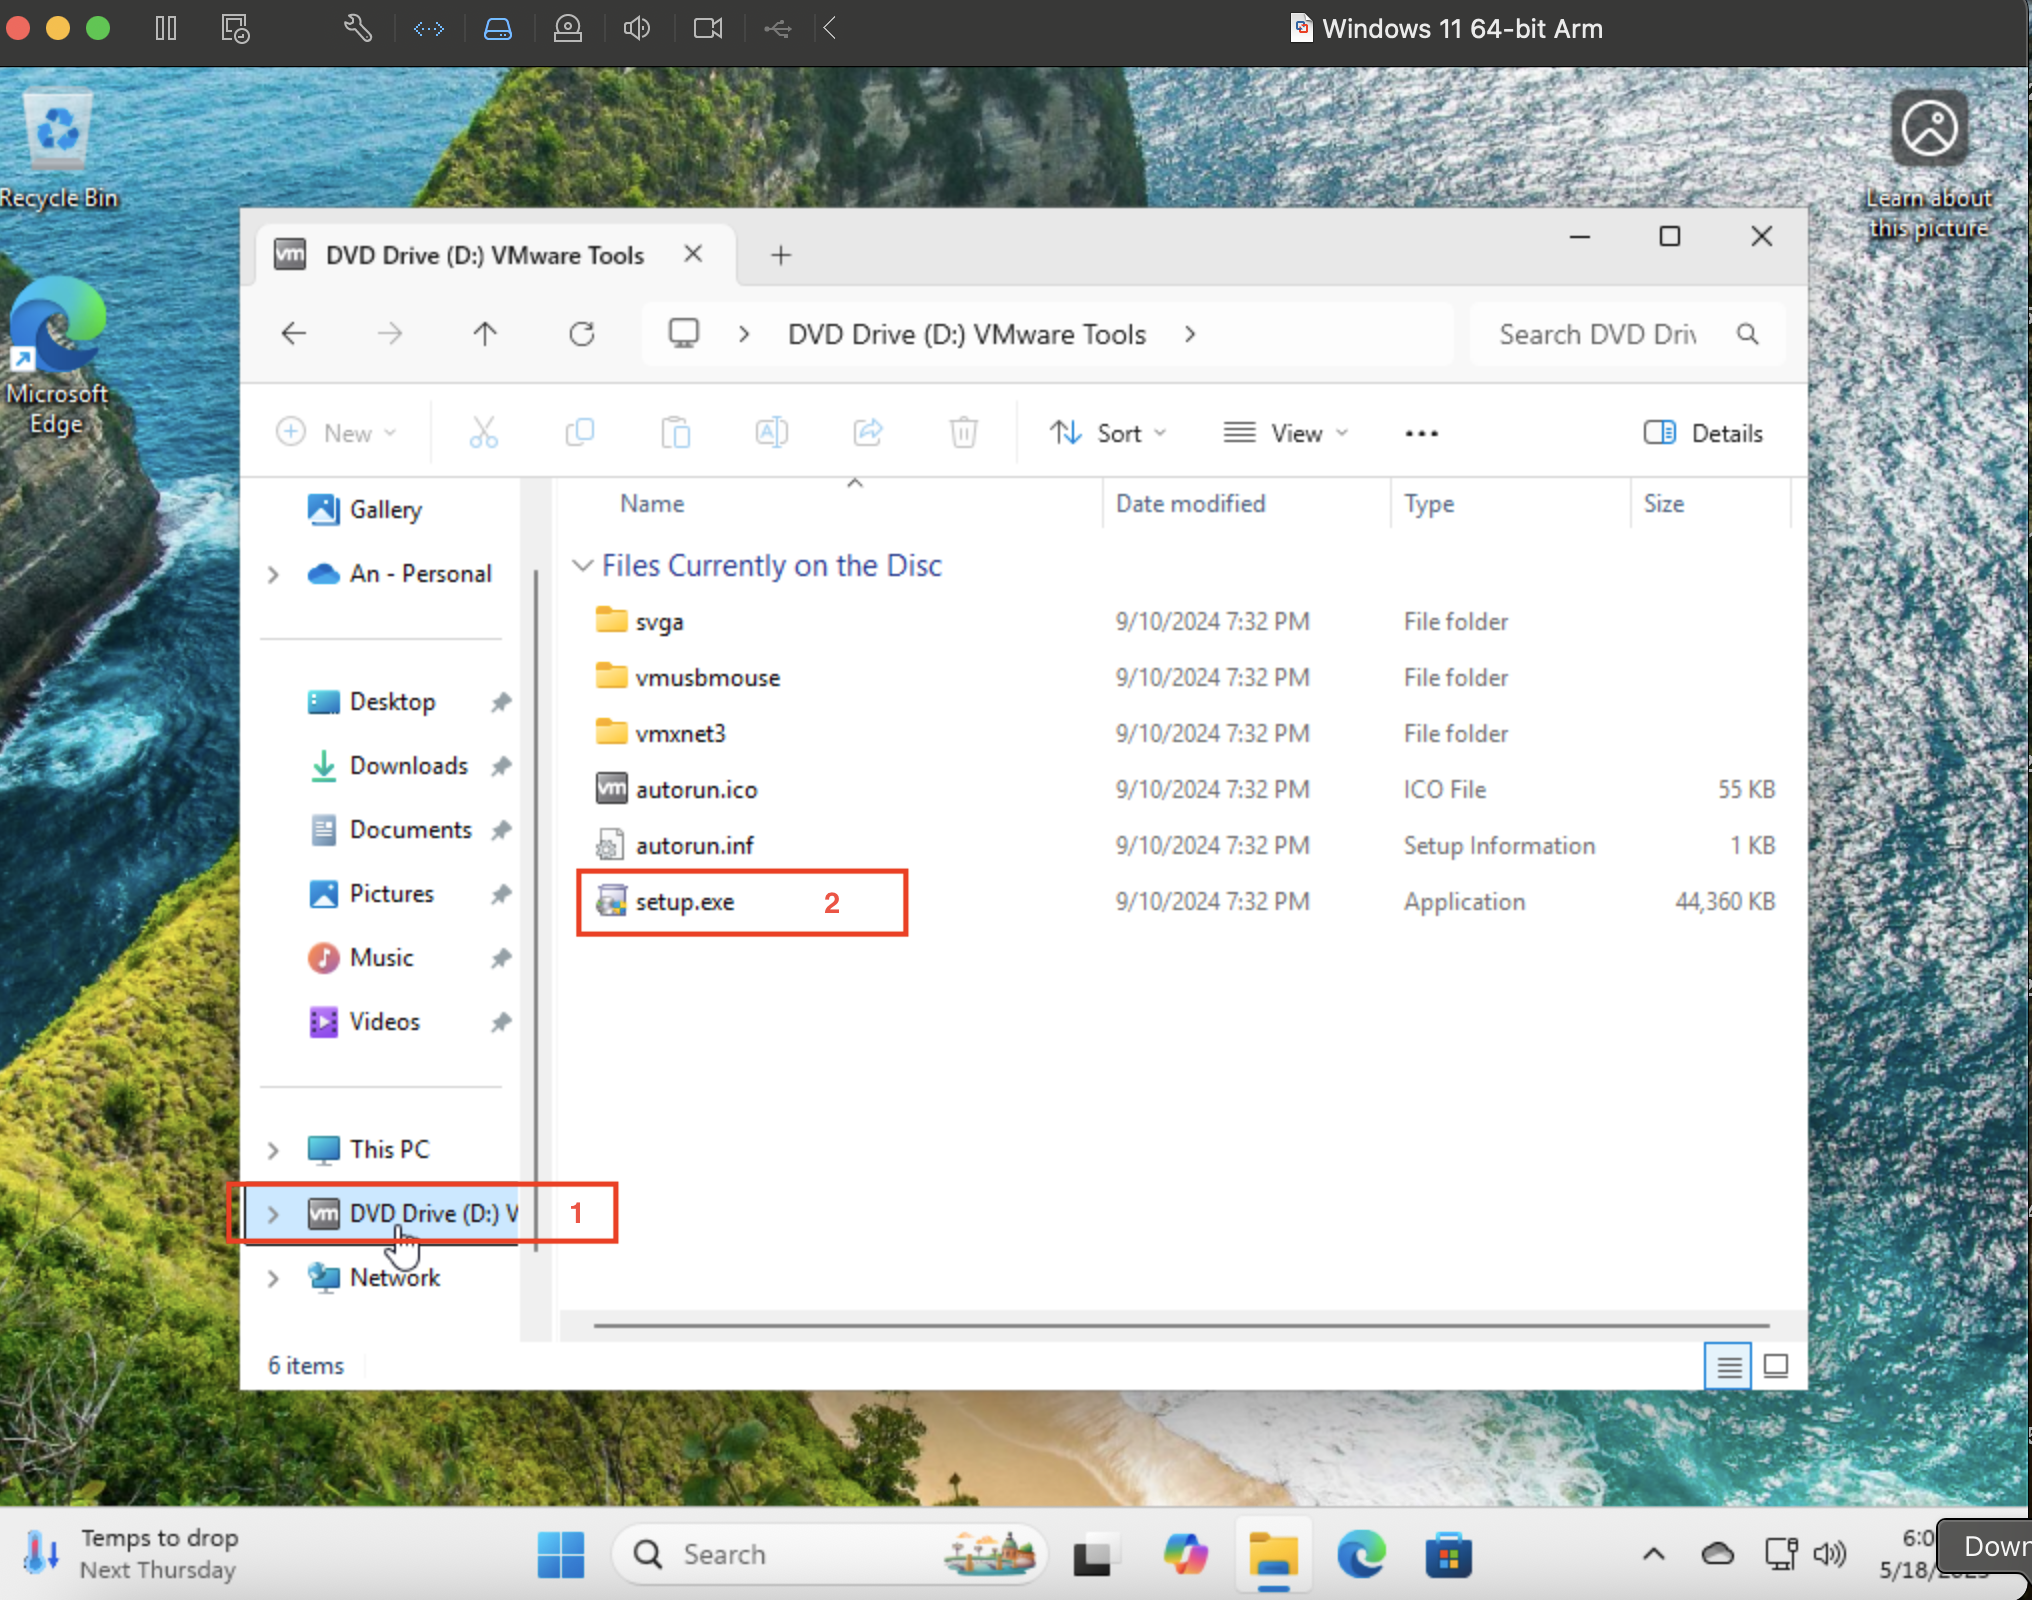 Windows 11 64-bit Arm
Recycle Bin
Learn about
this picture
Microsoft
Edge
vm DVD Drive (D:) VMware Tools
DVD Drive (D:) VMware Tools
Search DVD Driv
New
Sort
View
Details
Gallery
An - Personal
Desktop
Downloads
Documents
Pictures
Music
Videos
This PC
vm DVD Drive (D:) V 1
Network
Name Date modified Type Size
Files Currently on the Disc
svga 9/10/2024 7:32 PM File folder
vmusbmouse 9/10/2024 7:32 PM File folder
vmxnet3 9/10/2024 7:32 PM File folder
vm autorun.ico 9/10/2024 7:32 PM ICO File 55 KB
autorun.inf 9/10/2024 7:32 PM Setup Information 1 KB
setup.exe 2 9/10/2024 7:32 PM Application 44,360 KB
6 items
Temps to drop
Next Thursday
Search
6:0
5/18/
Down